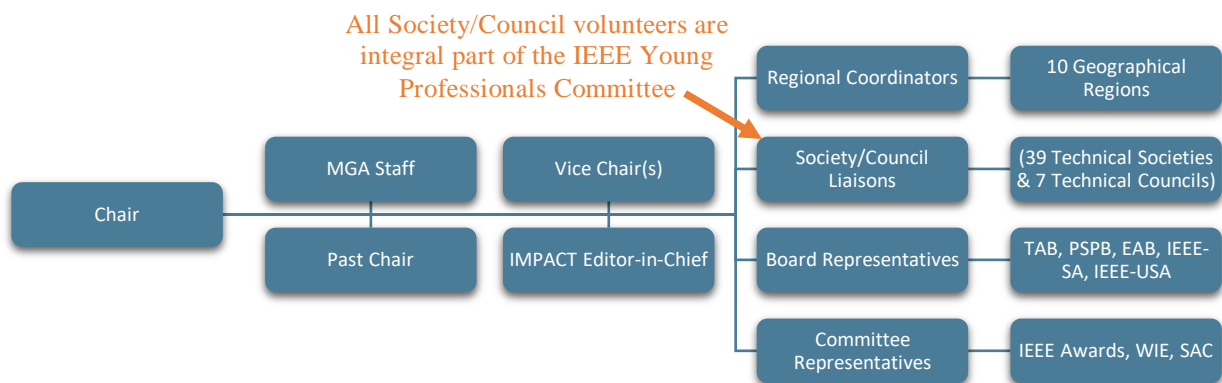 All Society/Council volunteers are
integral part of the IEEE Young
Professionals Committee
Chair
MGA Staff
Past Chair
Vice Chair(s)
IMPACT Editor-in-Chief
Regional Coordinators
10 Geographical
Regions
Society/Council
Liaisons
(39 Technical Societies
& 7 Technical Councils)
Board Representatives
TAB, PSPB, EAB, IEEE-
SA, IEEE-USA
Committee
Representatives
IEEE Awards, WIE, SAC